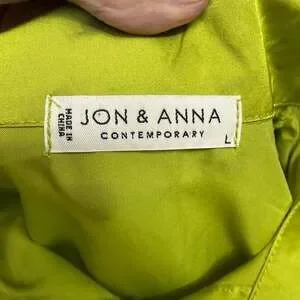 JON & ANNA
CONTEMPORARY
L
MADE IN
CHINA